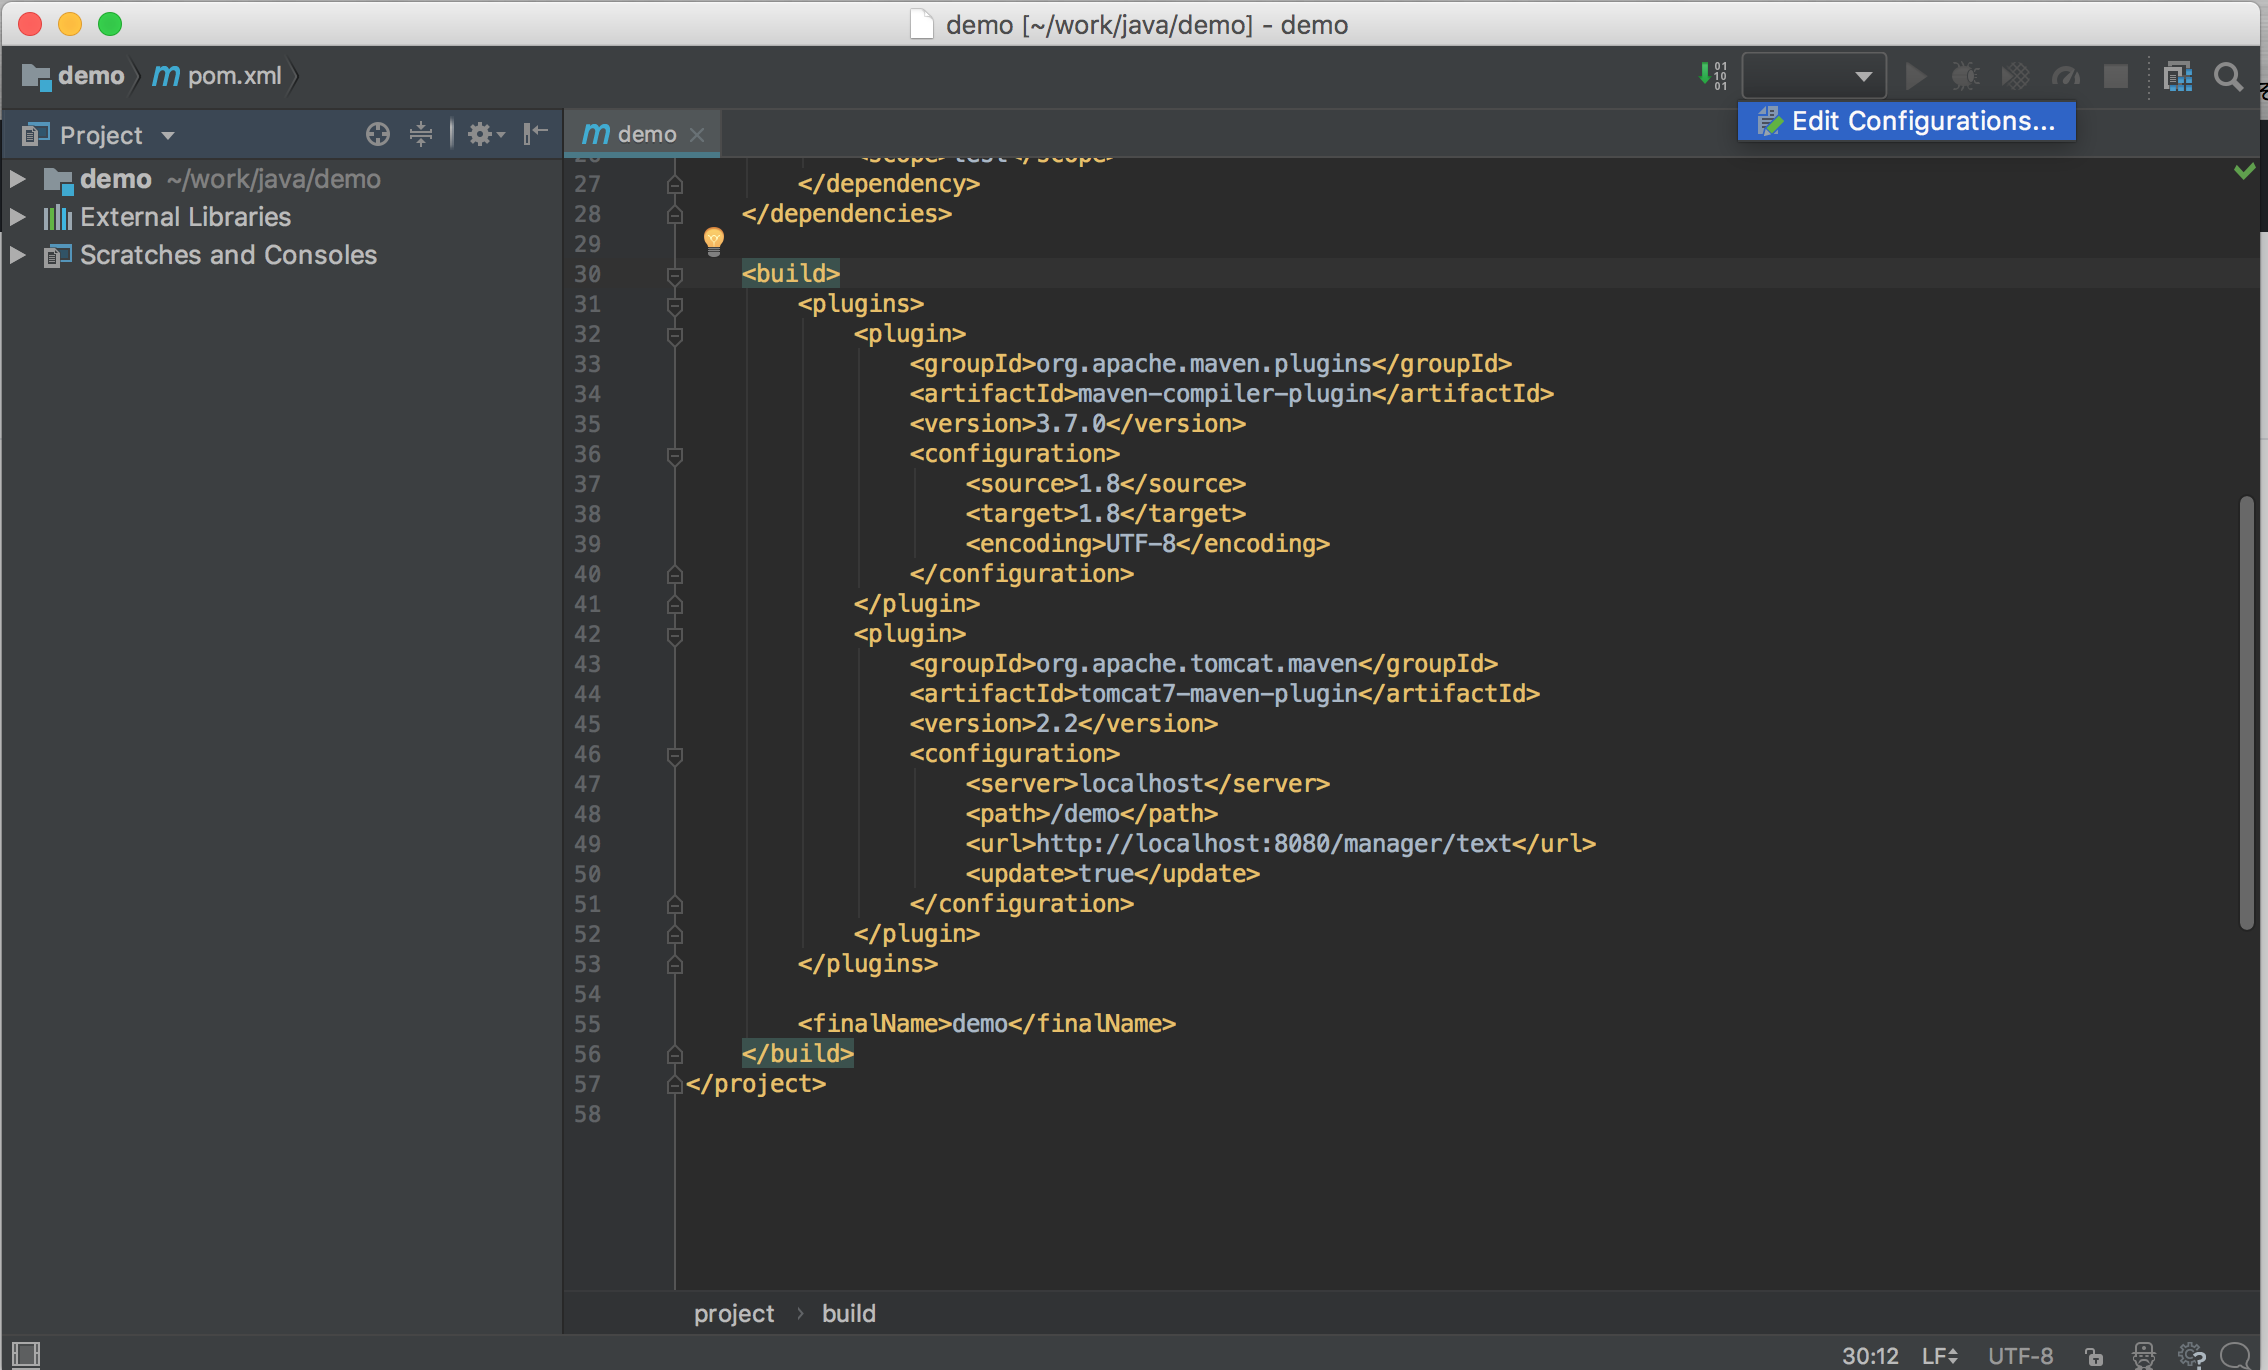 demo [~/work/java/demo] - demo
demo
m pom.xml
Edit Configurations...
Project
m demo
demo ~/work/java/demo
External Libraries
Scratches and Consoles
26 <scope>test</scope>
27 </dependency>
28 </dependencies>
29
30 <build>
31 <plugins>
32 <plugin>
33 <groupId>org.apache.maven.plugins</groupId>
34 <artifactId>maven-compiler-plugin</artifactId>
35 <version>3.7.0</version>
36 <configuration>
37 <source>1.8</source>
38 <target>1.8</target>
39 <encoding>UTF-8</encoding>
40 </configuration>
41 </plugin>
42 <plugin>
43 <groupId>org.apache.tomcat.maven</groupId>
44 <artifactId>tomcat7-maven-plugin</artifactId>
45 <version>2.2</version>
46 <configuration>
47 <server>localhost</server>
48 <path>/demo</path>
49 <url>http://localhost:8080/manager/text</url>
50 <update>true</update>
51 </configuration>
52 </plugin>
53 </plugins>
54
55 <finalName>demo</finalName>
56 </build>
57 </project>
58
project › build
30:12 LF UTF-8